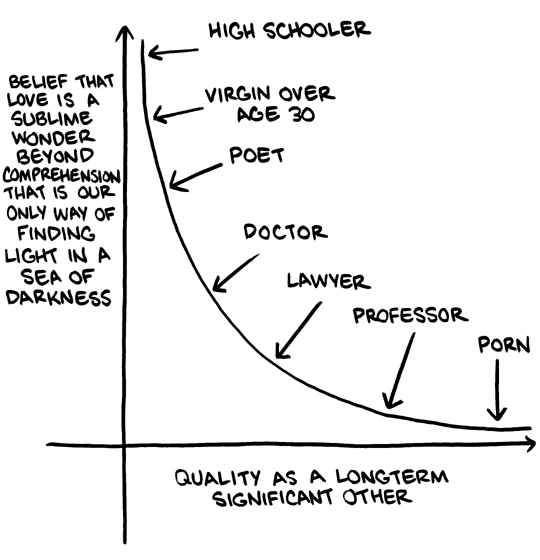 HIGH SCHOOLER
BELIEF THAT
LOVE IS A
SUBLIME
WONDER
BEYOND
COMPREHENSION
THAT IS OUR
ONLY WAY OF
FINDING
LIGHT IN A
SEA OF
DARKNESS
VIRGIN OVER
AGE 30
POET
DOCTOR
LAWYER
PROFESSOR
PORN
QUALITY AS A LONGTERM
SIGNIFICANT OTHER